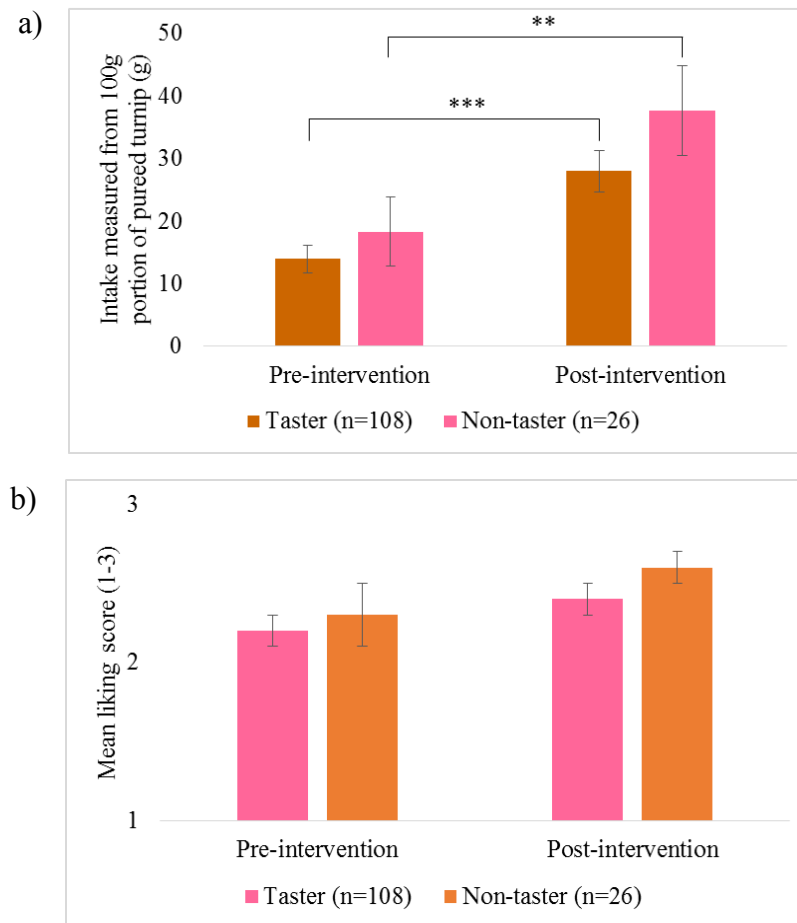 a)
Intake measured from 100g
portion of pureed turnip (g)
50
40
30
20
10
0
**
***
Pre-intervention
Post-intervention
Taster (n=108)
Non-taster (n=26)
b)
Mean liking score (1-3)
3
2
1
Pre-intervention
Post-intervention
Taster (n=108)
Non-taster (n=26)